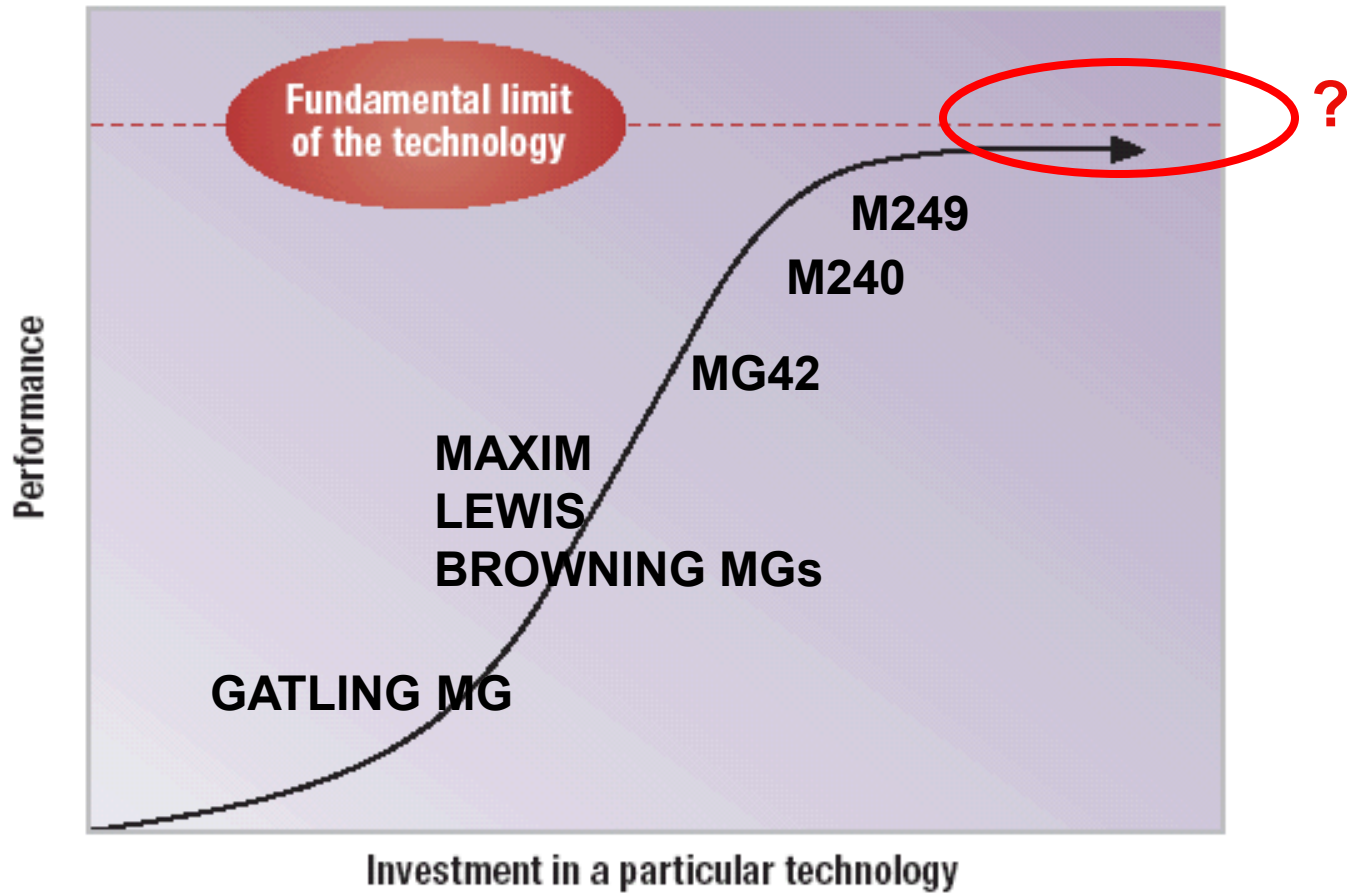 Fundamental limit
of the technology
?
M249
M240
MG42
MAXIM
LEWIS
BROWNING MGs
GATLING MG
Performance
Investment in a particular technology